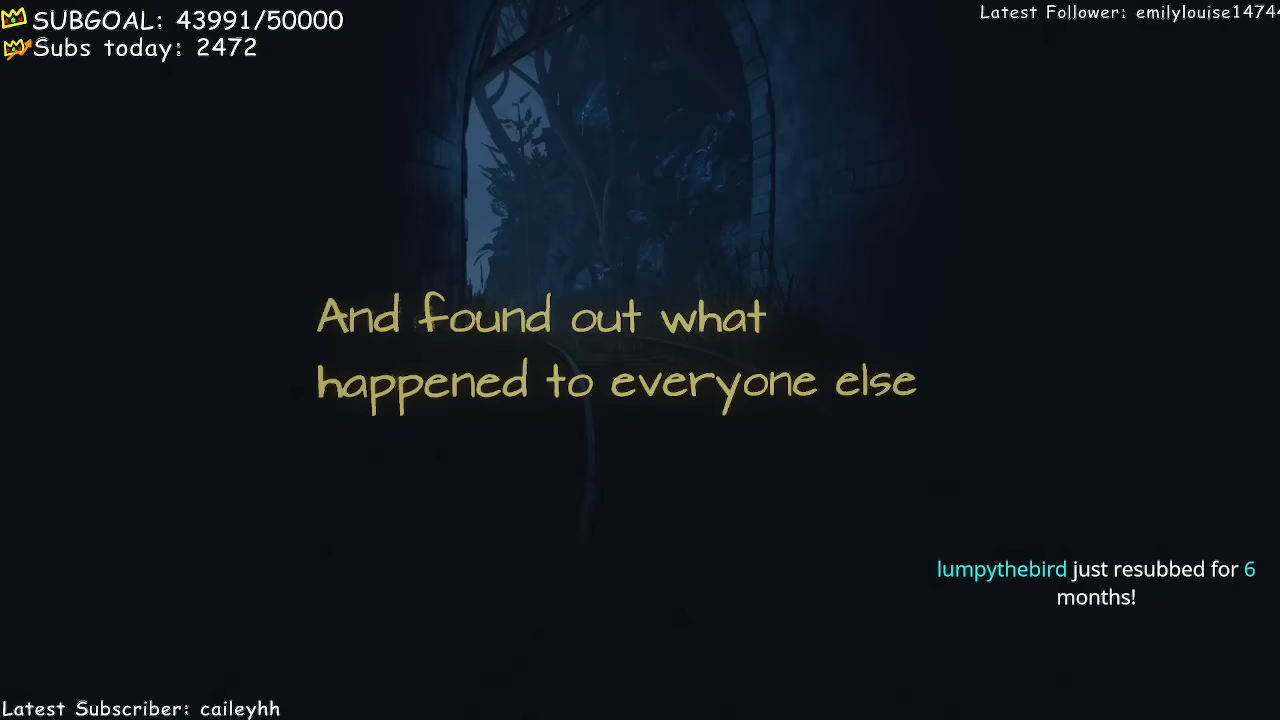 SUBGOAL: 43991/50000
Subs today: 2472
Latest Follower: emilylouise1474
And found out what
happened to everyone else
lumpythebird just resubbed for 6
months!
Latest Subscriber: caileyhh